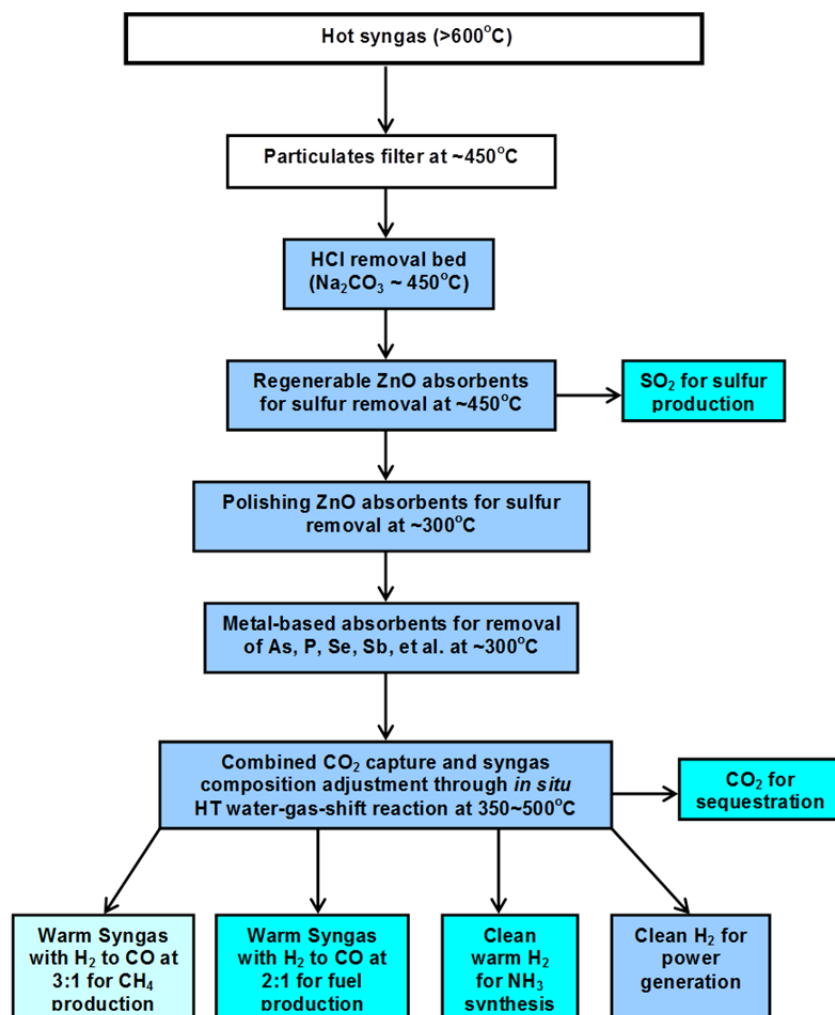 Hot syngas (>600°C)
Particulates filter at ~450°C
HCl removal bed
(Na₂CO₃ ~ 450°C)
Regenerable ZnO absorbents
for sulfur removal at ~450°C
SO₂ for sulfur
production
Polishing ZnO absorbents for sulfur
removal at ~300°C
Metal-based absorbents for removal
of As, P, Se, Sb, et al. at ~300°C
Combined CO₂ capture and syngas
composition adjustment through in situ
HT water-gas-shift reaction at 350~500°C
CO₂ for
sequestration
Warm Syngas
with H₂ to CO at
3:1 for CH₄
production
Warm Syngas
with H₂ to CO at
2:1 for fuel
production
Clean
warm H₂
for NH₃
synthesis
Clean H₂ for
power
generation